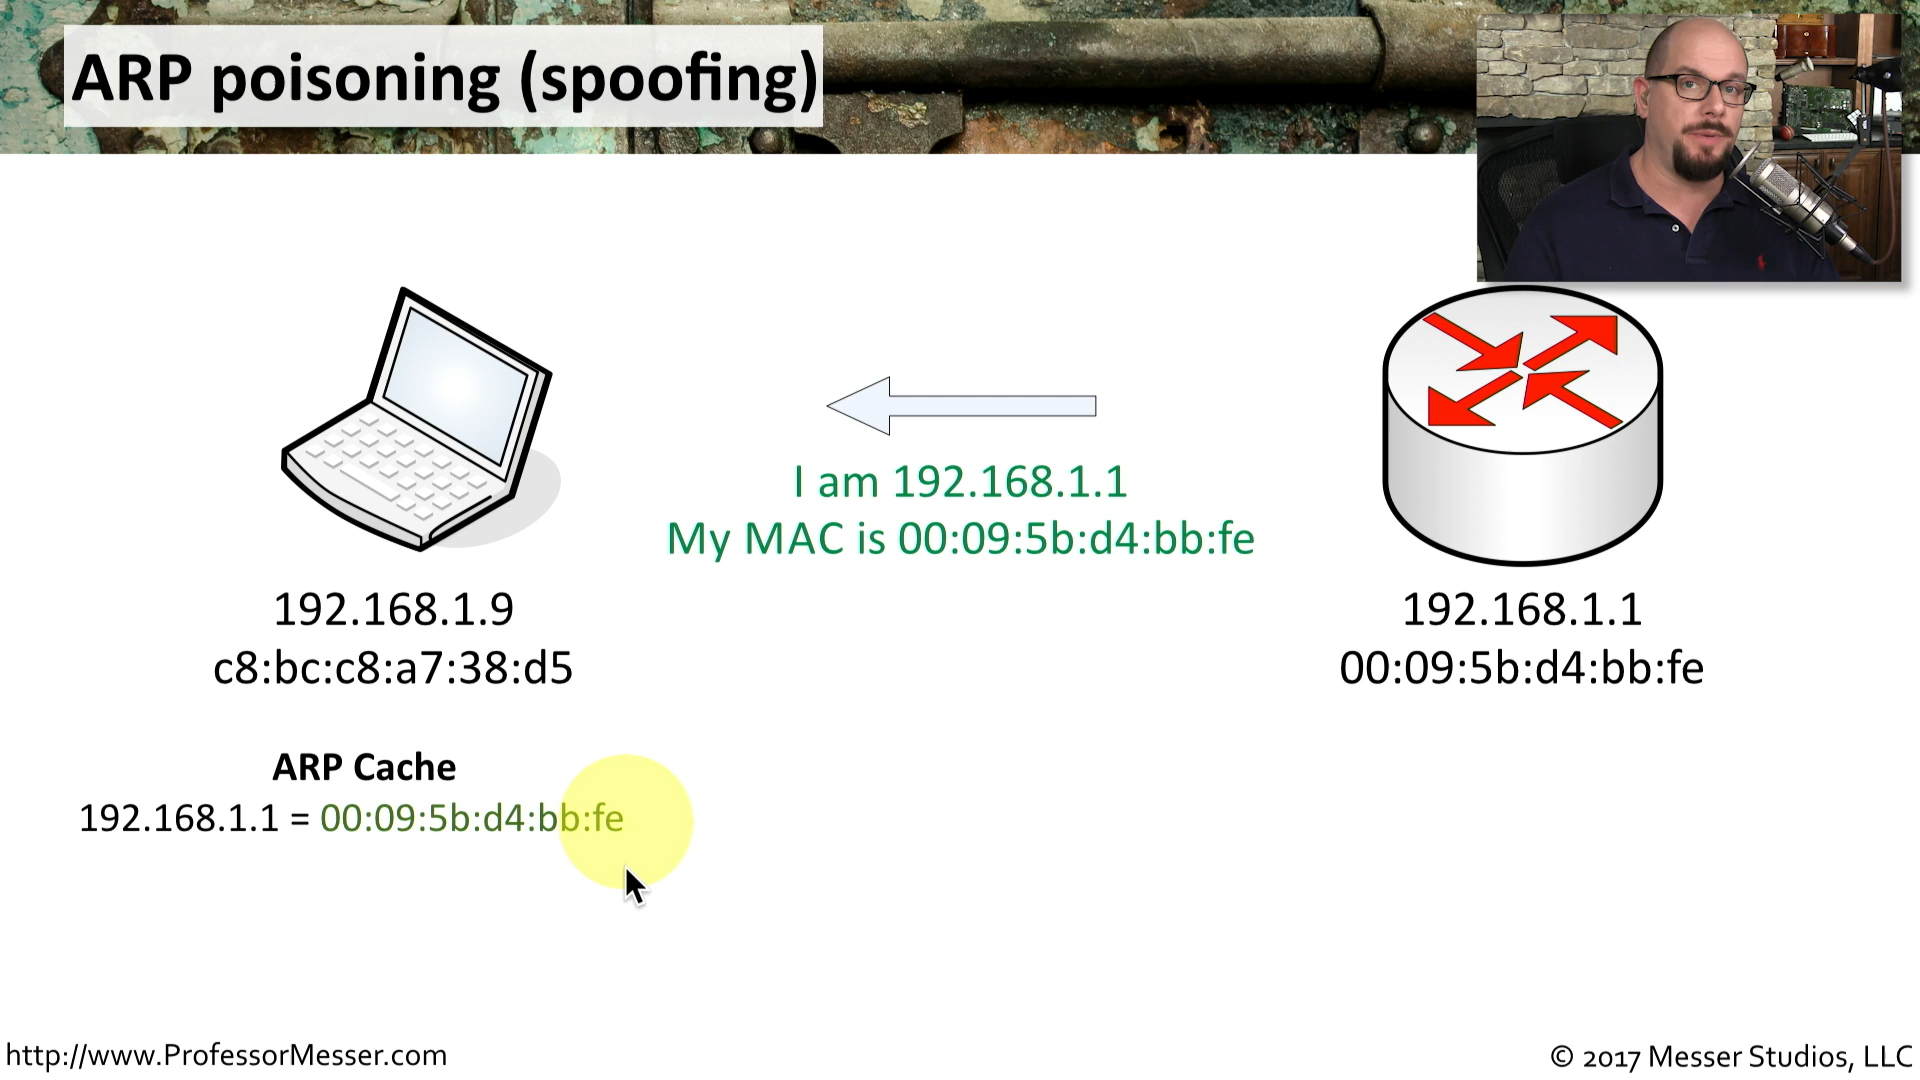 ARP poisoning (spoofing)
I am 192.168.1.1
My MAC is 00:09:5b:d4:bb:fe
192.168.1.9
c8:bc:c8:a7:38:d5
192.168.1.1
00:09:5b:d4:bb:fe
ARP Cache
192.168.1.1 = 00:09:5b:d4:bb:fe
http://www.ProfessorMesser.com
© 2017 Messer Studios, LLC